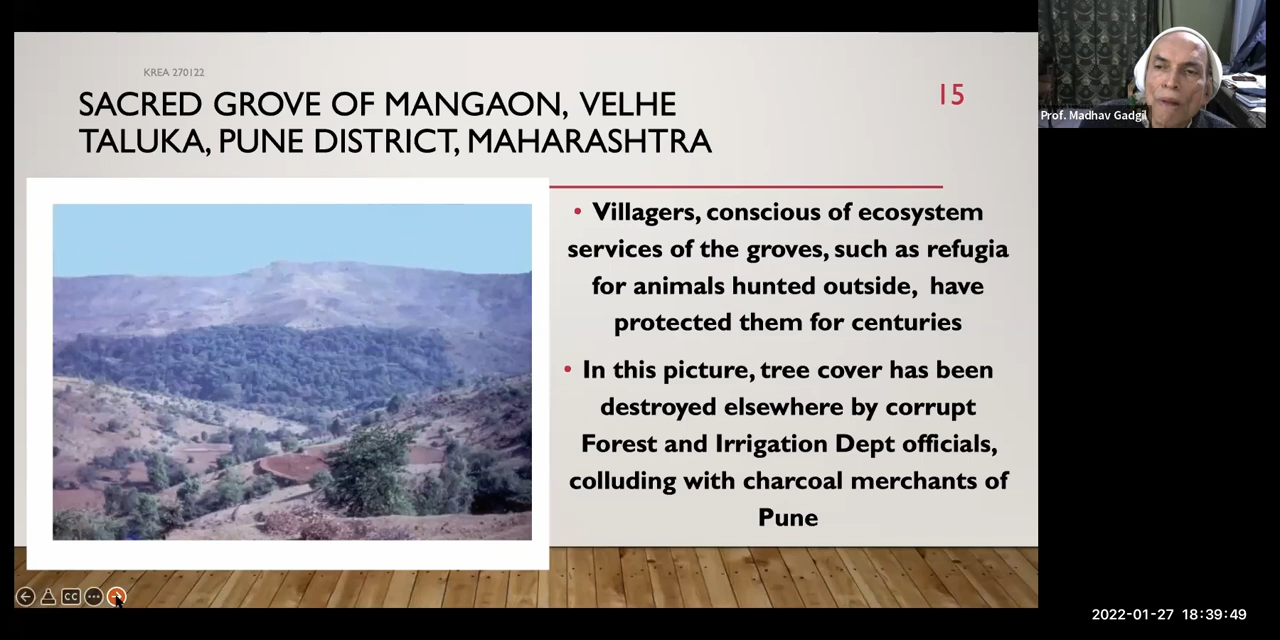 KREA 270122
SACRED GROVE OF MANGAON, VELHE
TALUKA, PUNE DISTRICT, MAHARASHTRA
15
• Villagers, conscious of ecosystem
services of the groves, such as refugia
for animals hunted outside, have
protected them for centuries
• In this picture, tree cover has been
destroyed elsewhere by corrupt
Forest and Irrigation Dept officials,
colluding with charcoal merchants of
Pune
CC
Prof. Madhav Gadgil
2022-01-27 18:39:49